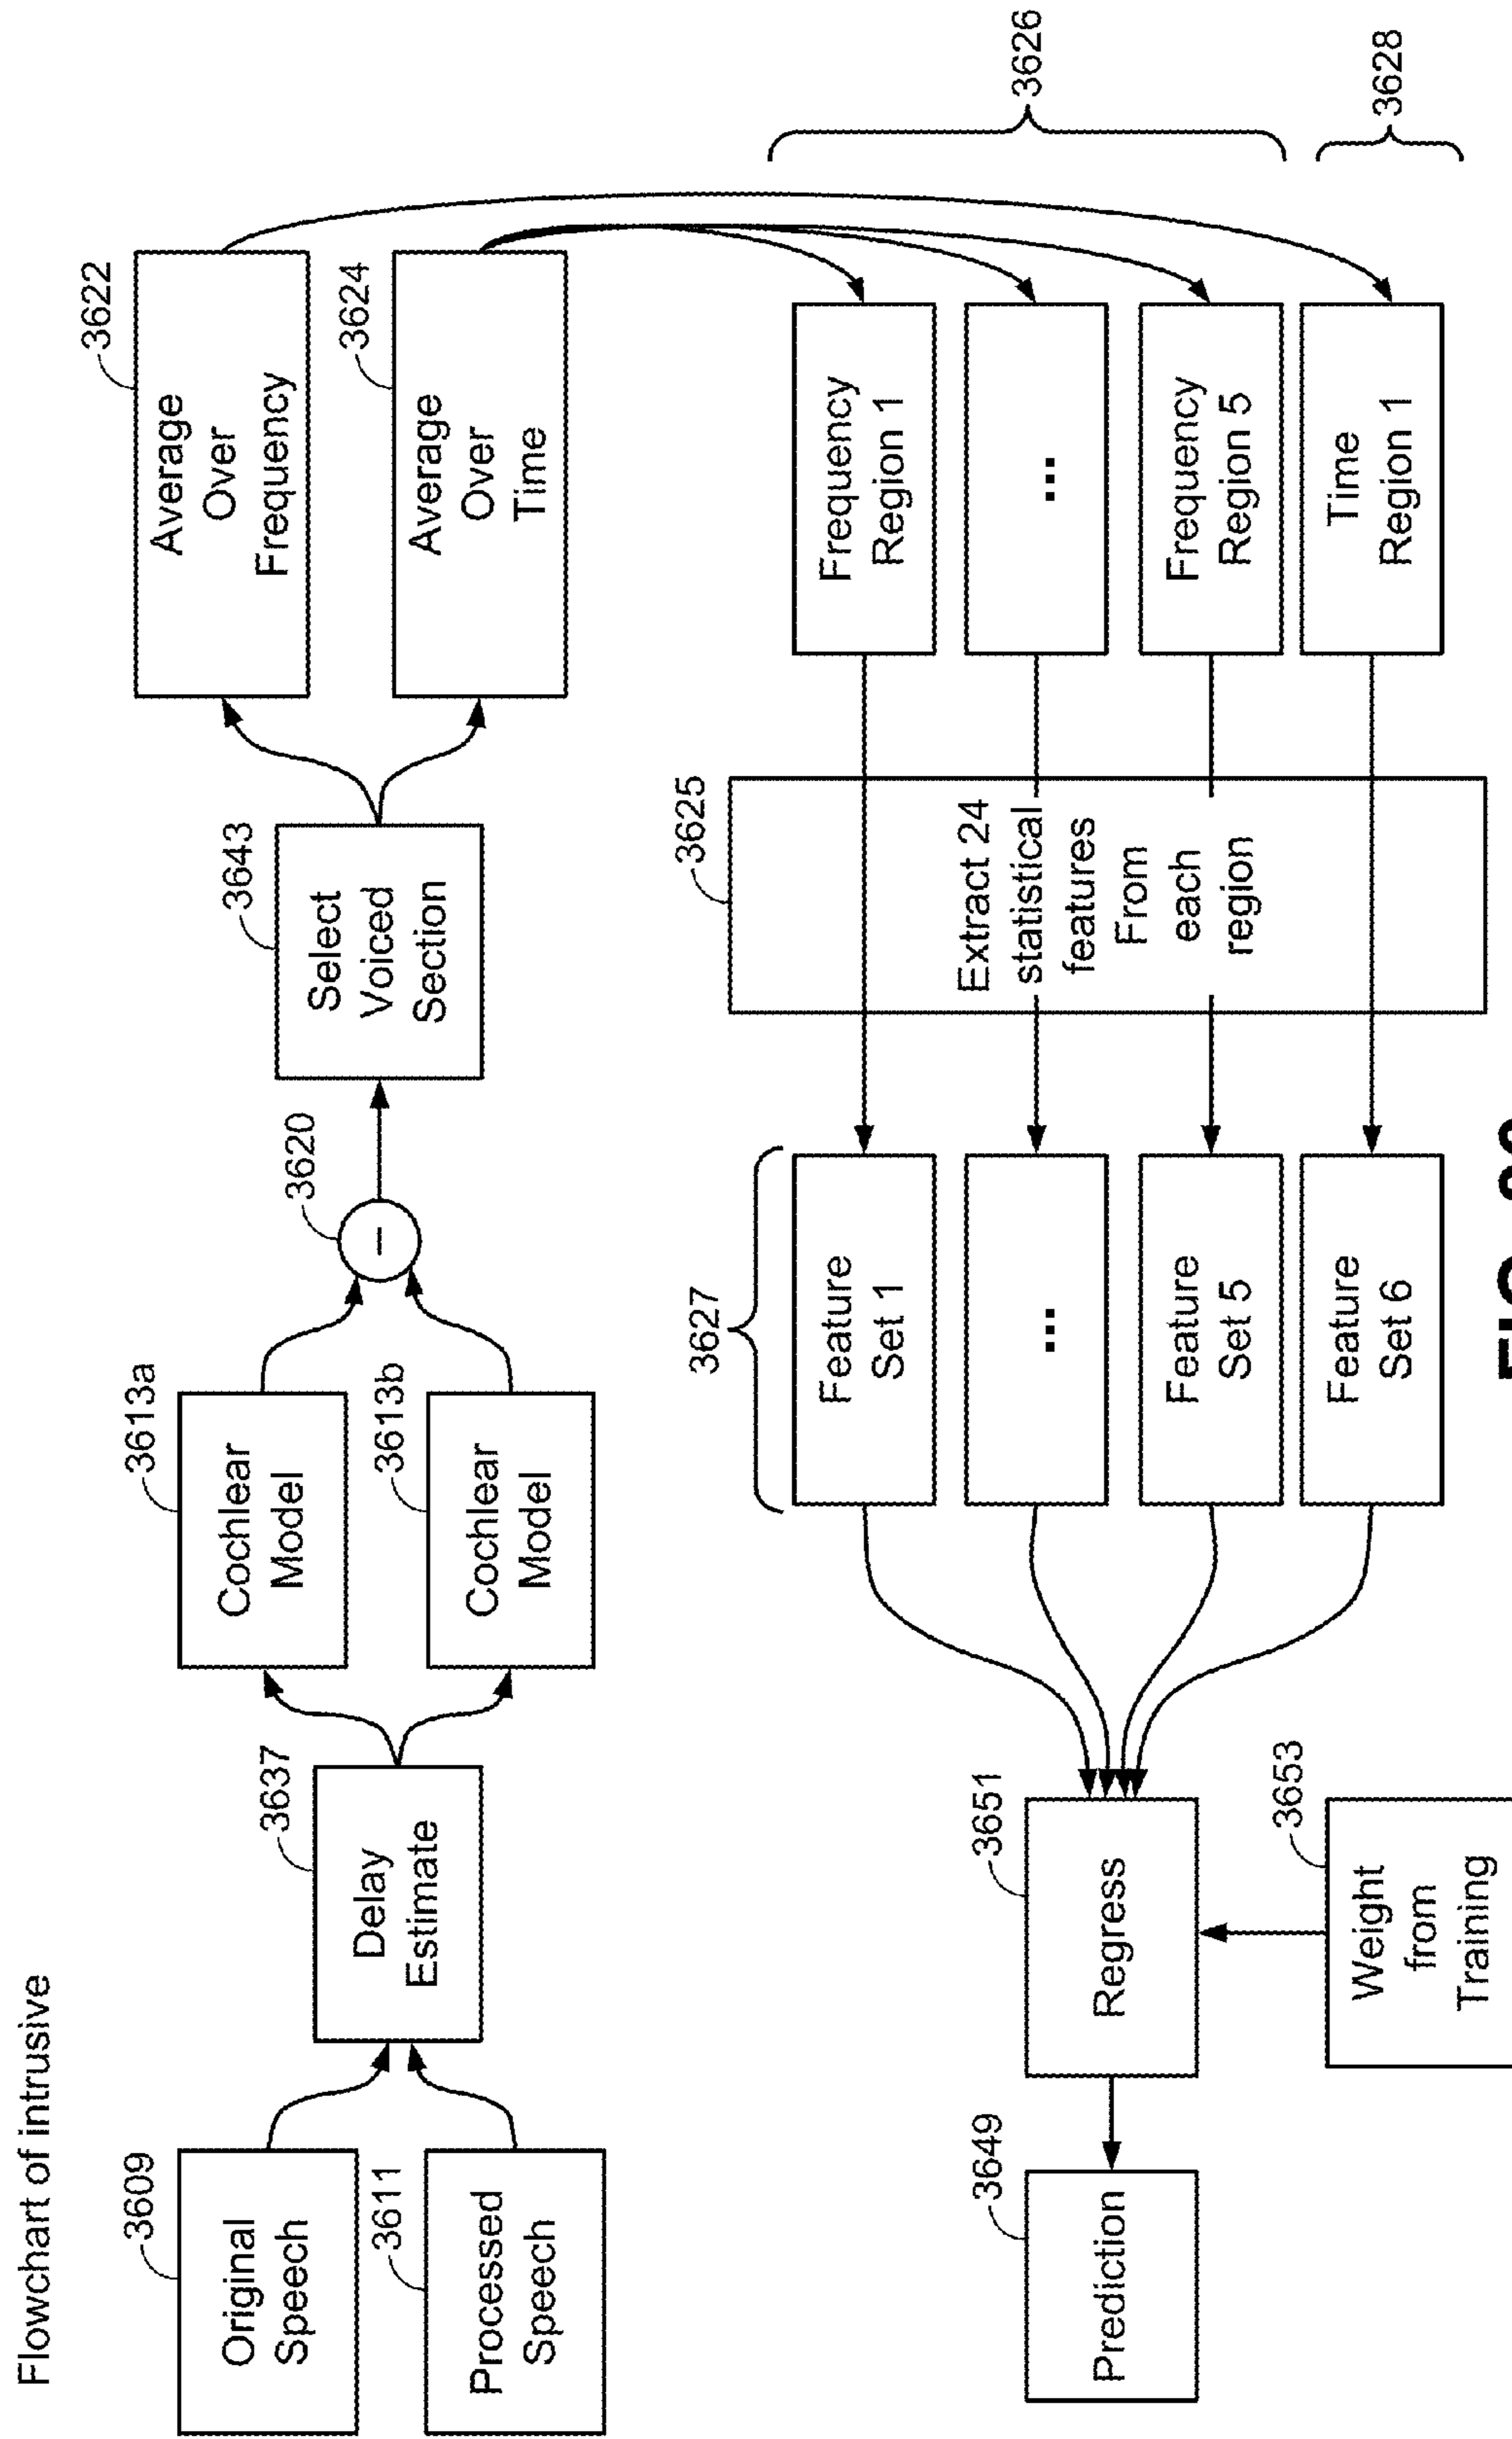 Flowchart of intrusive
3609
Original
Speech
3611
Processed
Speech
3637
Delay
Estimate
3613a
Cochlear
Model
3613b
Cochlear
Model
3620
–
3643
Select
Voiced
Section
3622
Average
Over
Frequency
3624
Average
Over
Time
3649
Prediction
3651
Regress
3653
Weight
from
Training
3627
Feature
Set 1
...
Feature
Set 5
Feature
Set 6
3625
Extract 24
statistical
features
From
each
region
Frequency
Region 1
...
Frequency
Region 5
Time
Region 1
3626
3628